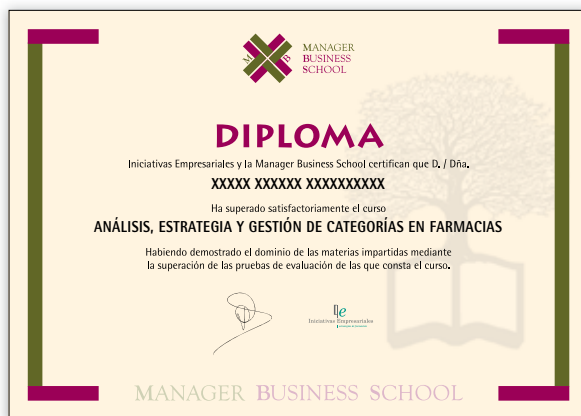 M B
MANAGER
BUSINESS
SCHOOL
DIPLOMA
Iniciativas Empresariales y la Manager Business School certifican que D. / Dña.
XXXXX XXXXXX XXXXXXXXXX
Ha superado satisfactoriamente el curso
ANÁLISIS, ESTRATEGIA Y GESTIÓN DE CATEGORÍAS EN FARMACIAS
Habiendo demostrado el dominio de las materias impartidas mediante
la superación de las pruebas de evaluación de las que consta el curso.
Ie
Iniciativas Empresariales
MANAGER BUSINESS SCHOOL